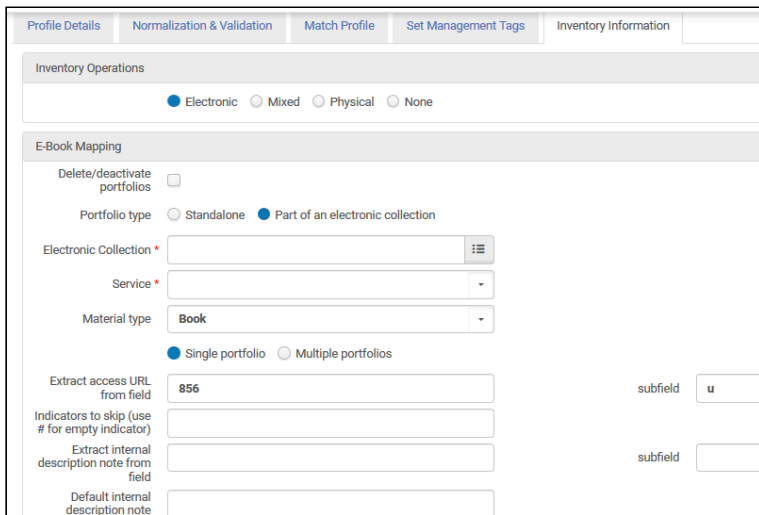 Profile Details Normalization & Validation Match Profile Set Management Tags Inventory Information
Inventory Operations
Electronic Mixed Physical None
E-Book Mapping
Delete/deactivate
portfolios
Portfolio type Standalone Part of an electronic collection
Electronic Collection *
Service *
Material type Book
Single portfolio Multiple portfolios
Extract access URL
from field 856 subfield u
Indicators to skip (use
# for empty indicator)
Extract internal
description note from
field subfield
Default internal
description note